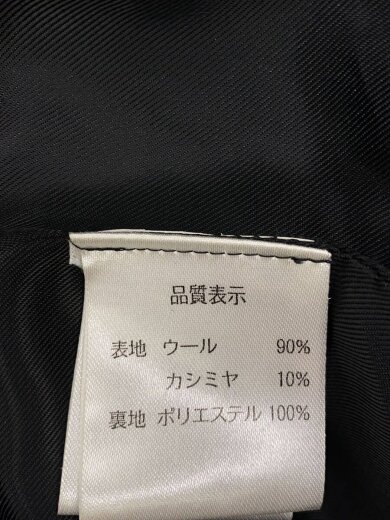 品質表示
表地 ウール 90%
カシミヤ 10%
裏地 ポリエステル 100%